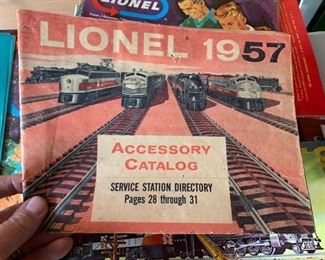 LIONEL
LIONEL 1957
ACCESSORY
CATALOG
SERVICE STATION DIRECTORY
Pages 28 through 31